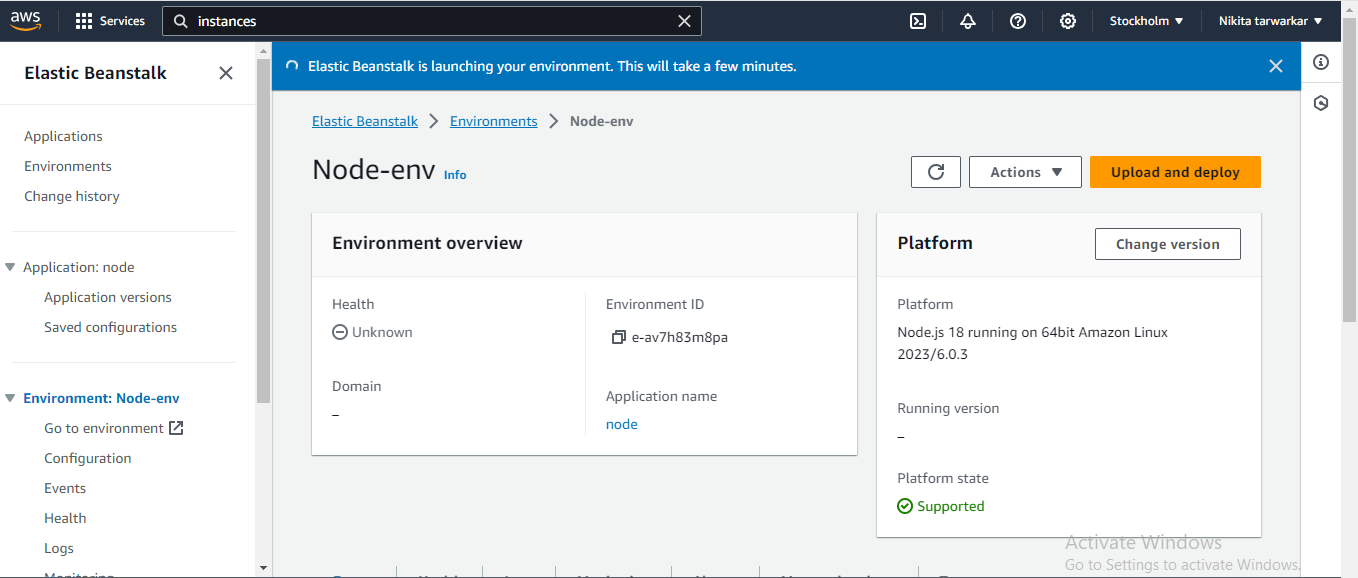 aws
Services
instances
Stockholm
Nikita tarwarkar
Elastic Beanstalk
Applications
Environments
Change history
Application: node
Application versions
Saved configurations
Environment: Node-env
Go to environment
Configuration
Events
Health
Logs
Monitoring
Elastic Beanstalk is launching your environment. This will take a few minutes.
Elastic Beanstalk > Environments > Node-env
Node-env Info
Actions
Upload and deploy
Environment overview
Health
Unknown
Domain
–
Environment ID
e-av7h83m8pa
Application name
node
Platform
Change version
Platform
Node.js 18 running on 64bit Amazon Linux
2023/6.0.3
Running version
–
Platform state
Supported
Activate Windows
Go to Settings to activate Windows.